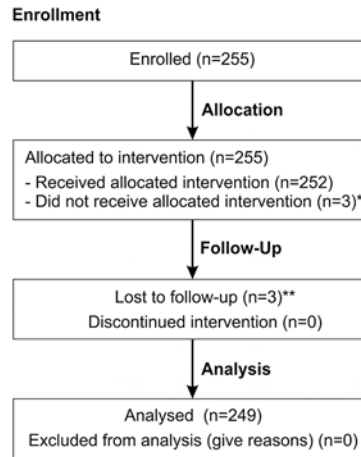 Enrollment
Enrolled (n=255)
Allocation
Allocated to intervention (n=255)
- Received allocated intervention (n=252)
- Did not receive allocated intervention (n=3)*
Follow-Up
Lost to follow-up (n=3)**
Discontinued intervention (n=0)
Analysis
Analysed (n=249)
Excluded from analysis (give reasons) (n=0)